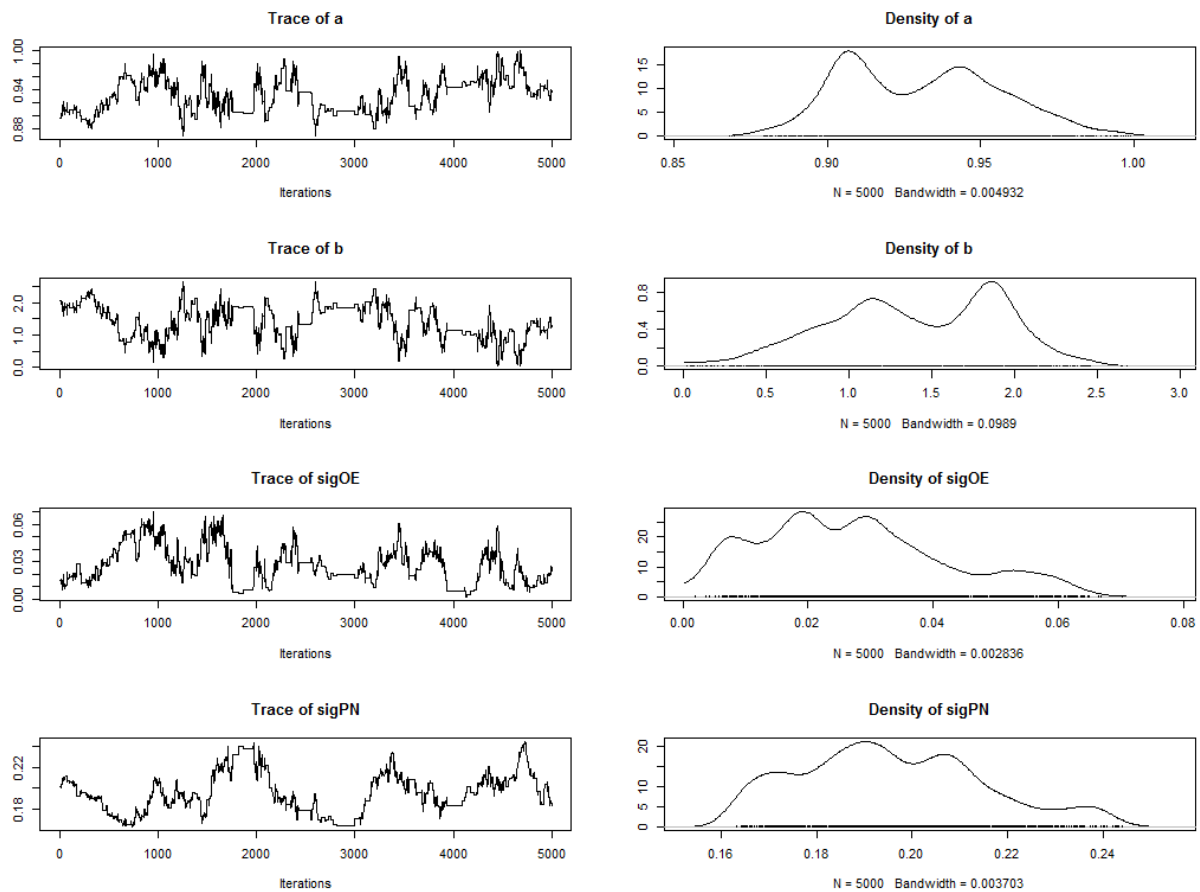 Trace of a
Density of a
0.88 0.94 1.00
0 1000 2000 3000 4000 5000
Iterations
0 5 10 15
0.85 0.90 0.95 1.00
N = 5000 Bandwidth = 0.004932
Trace of b
Density of b
0.0 1.0 2.0
0 1000 2000 3000 4000 5000
Iterations
0.0 0.4 0.8
0.0 0.5 1.0 1.5 2.0 2.5 3.0
N = 5000 Bandwidth = 0.0989
Trace of sigOE
Density of sigOE
0.00 0.03 0.06
0 1000 2000 3000 4000 5000
Iterations
0 10 20
0.00 0.02 0.04 0.06 0.08
N = 5000 Bandwidth = 0.002836
Trace of sigPN
Density of sigPN
0.18 0.22
0 1000 2000 3000 4000 5000
Iterations
0 5 10 15 20
0.16 0.18 0.20 0.22 0.24
N = 5000 Bandwidth = 0.003703